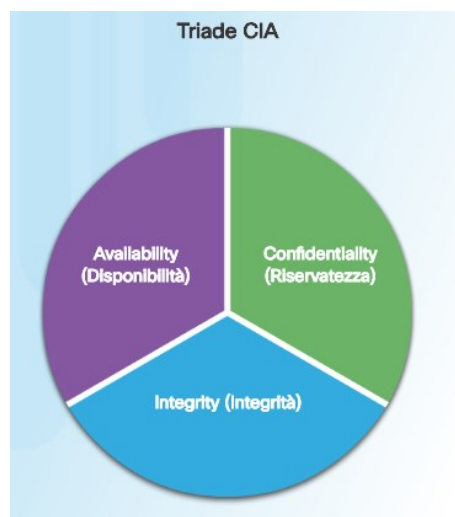 Triade CIA
Availability
(Disponibilità)
Confidentiality
(Riservatezza)
Integrity (Integrità)